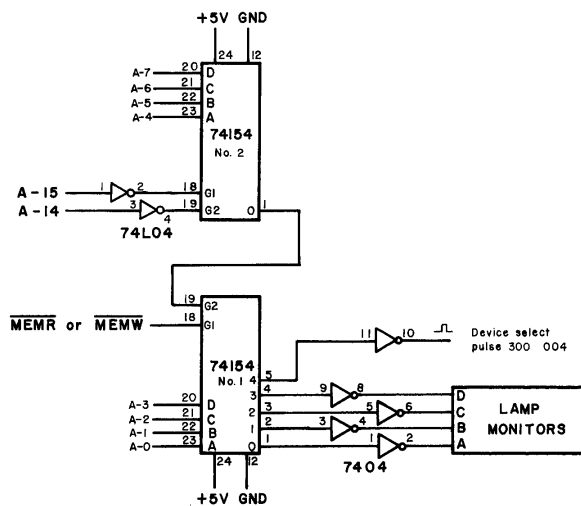 +5V GND
24 12
A-7 20 D
A-6 21 C
A-5 22 B
A-4 23 A
74154
No. 2
A-15 1 2 18 G1
A-14 3 4 19 G2 0 1
74L04
19 G2
MEMR or MEMW 18 G1
74154
No. 1
11 10 Device select
pulse 300 004
4 5
3 4 9 8 D
2 3 5 6 C
1 2 3 4 B
0 1 1 2 A
LAMP
MONITORS
A-3 20 D
A-2 21 C
A-1 22 B
A-0 23 A
7404
24 12
+5V GND